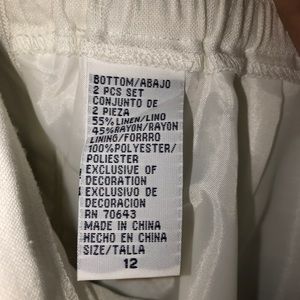 BOTTOM/ABAJO
2 PCS SET
CONJUNTO DE
2 PIEZA
55% LINEN/LINO
45%RAYON/RAYON
LINING/FORRRO
100%POLYESTER/
POLIESTER
EXCLUSIVE OF
DECORATION
EXCLUSIVO DE
DECORACION
RN 70643
MADE IN CHINA
HECHO EN CHINA
SIZE/TALLA
12